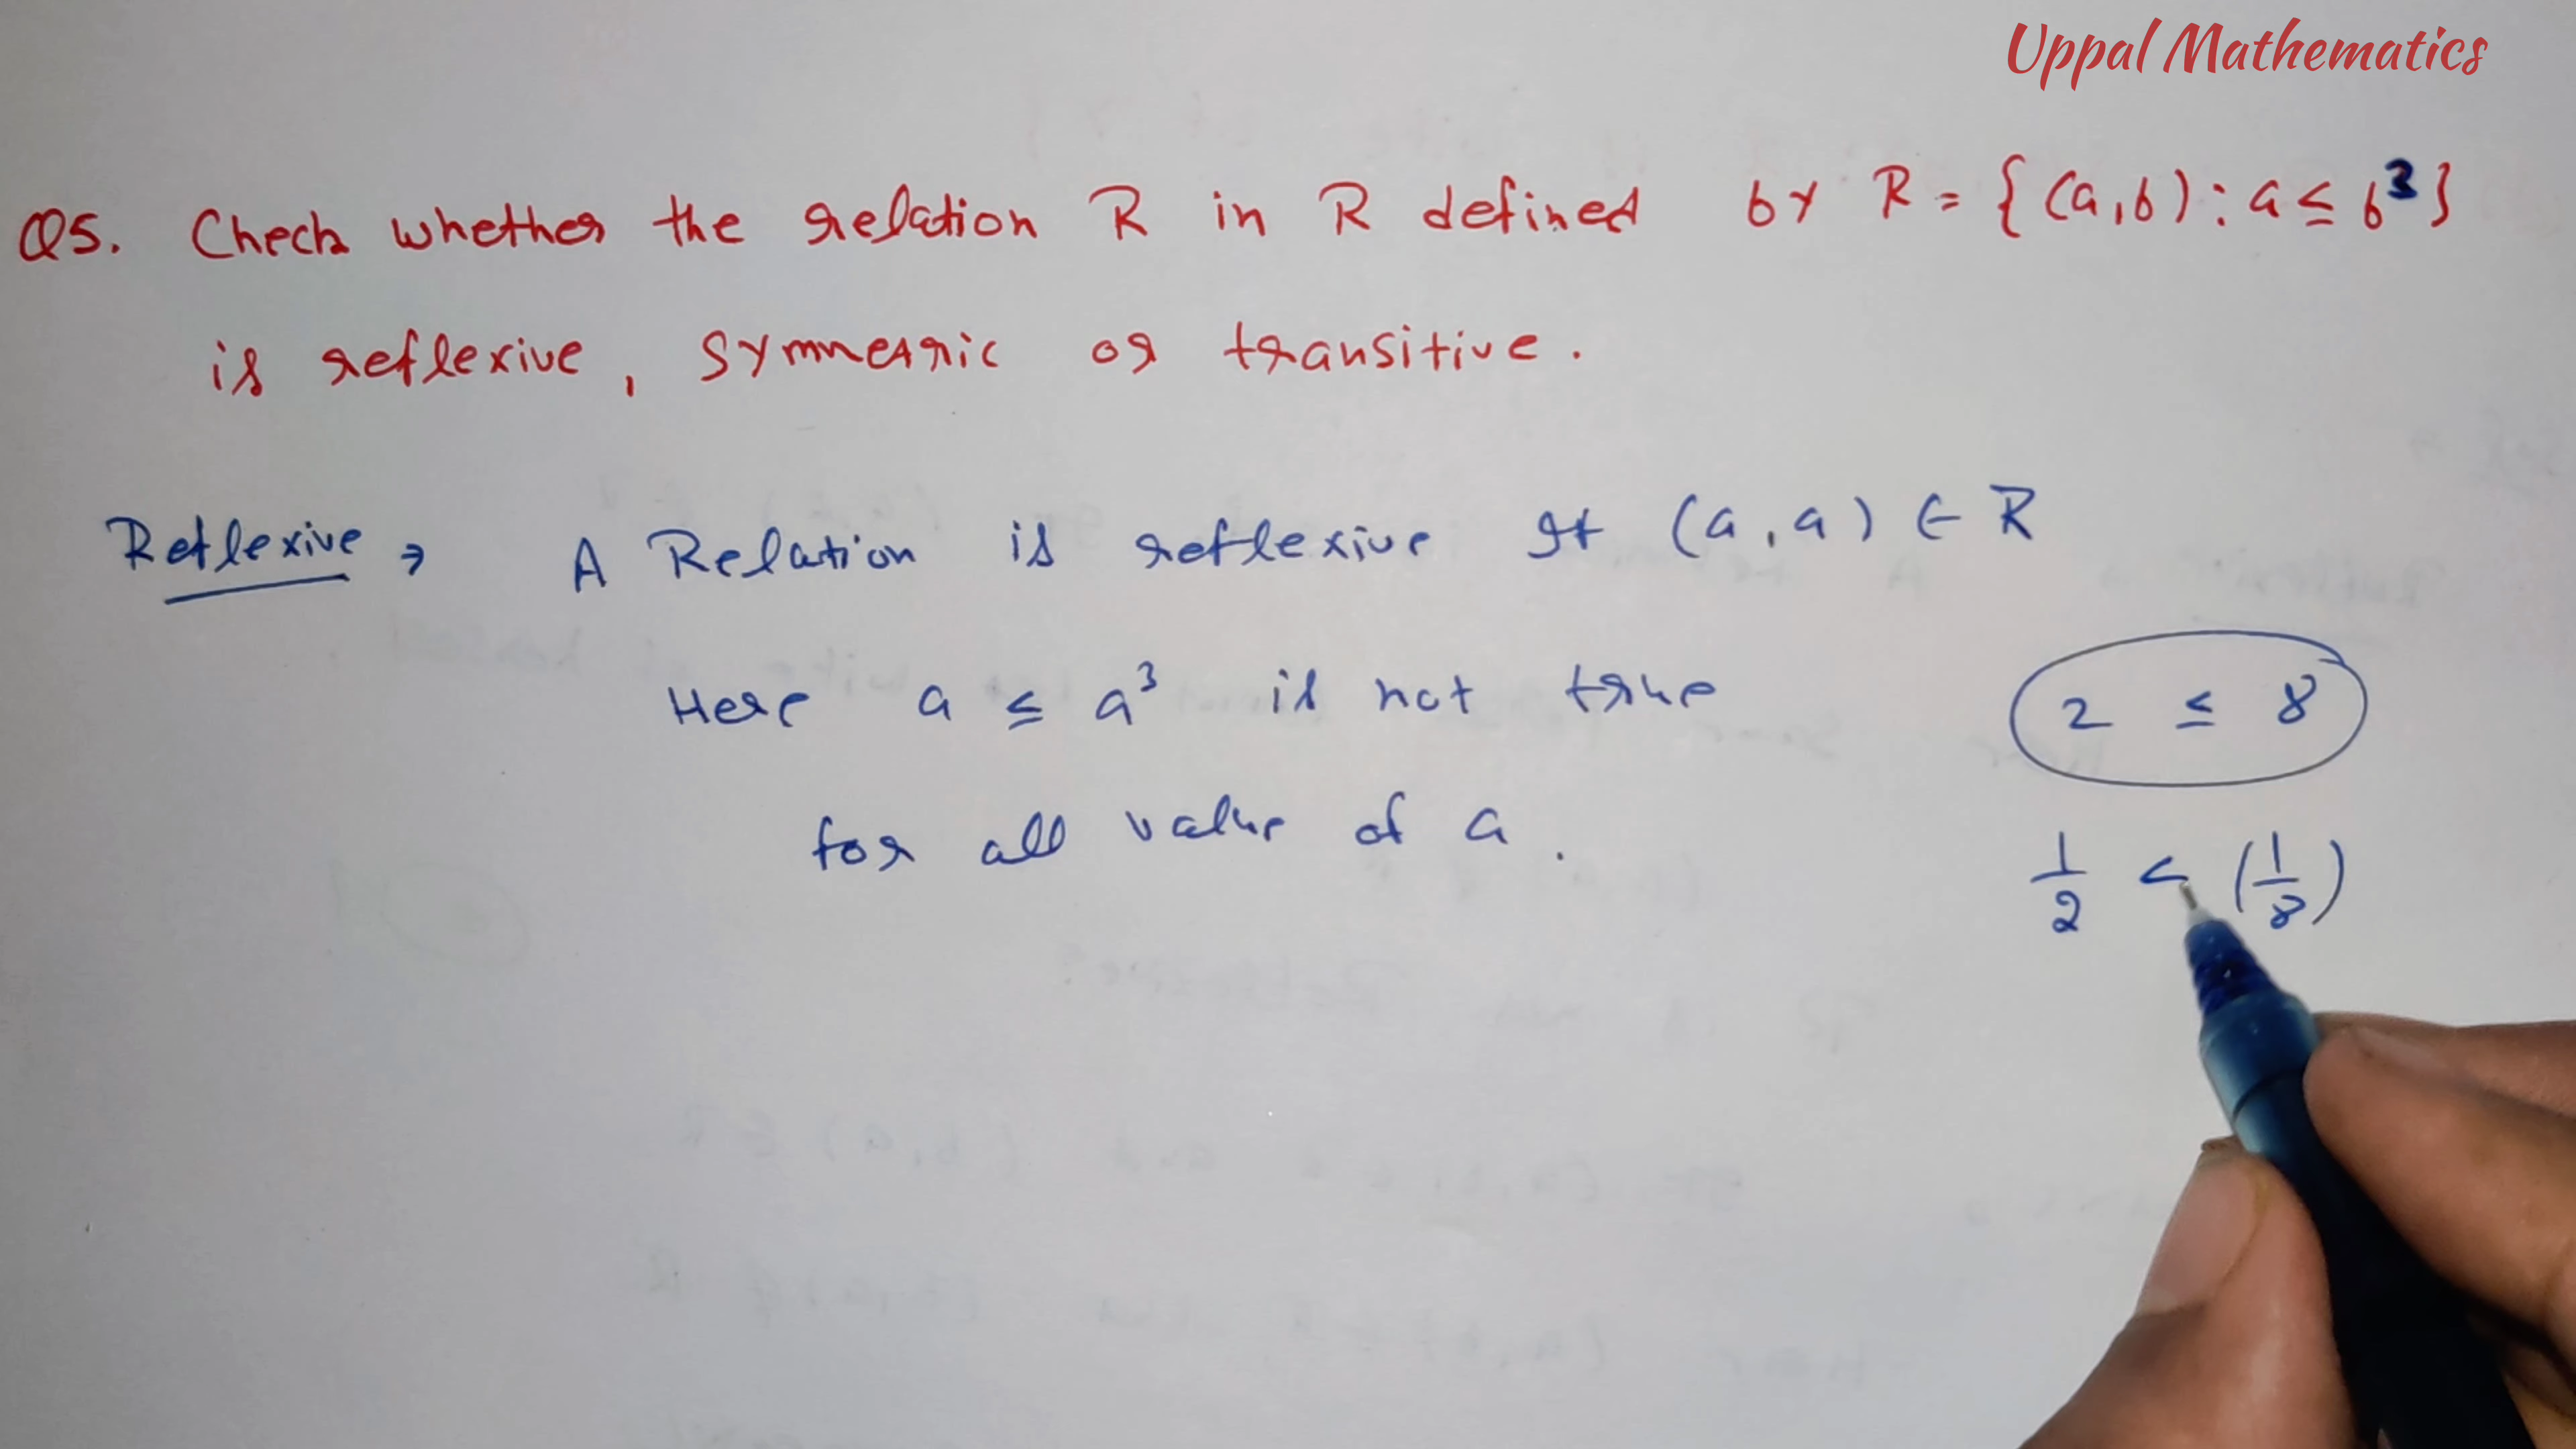 Uppal Mathematics
Q5. Check whether the relation R in R defined by R = {(a,b) : a ≤ b³}
is reflexive, symmetric or transitive.
Reflexive → A Relation is reflexive If (a,a) ∈ R
Here a ≤ a³ is not true
2 ≤ 8
for all value of a.
1/2 < (1/8)